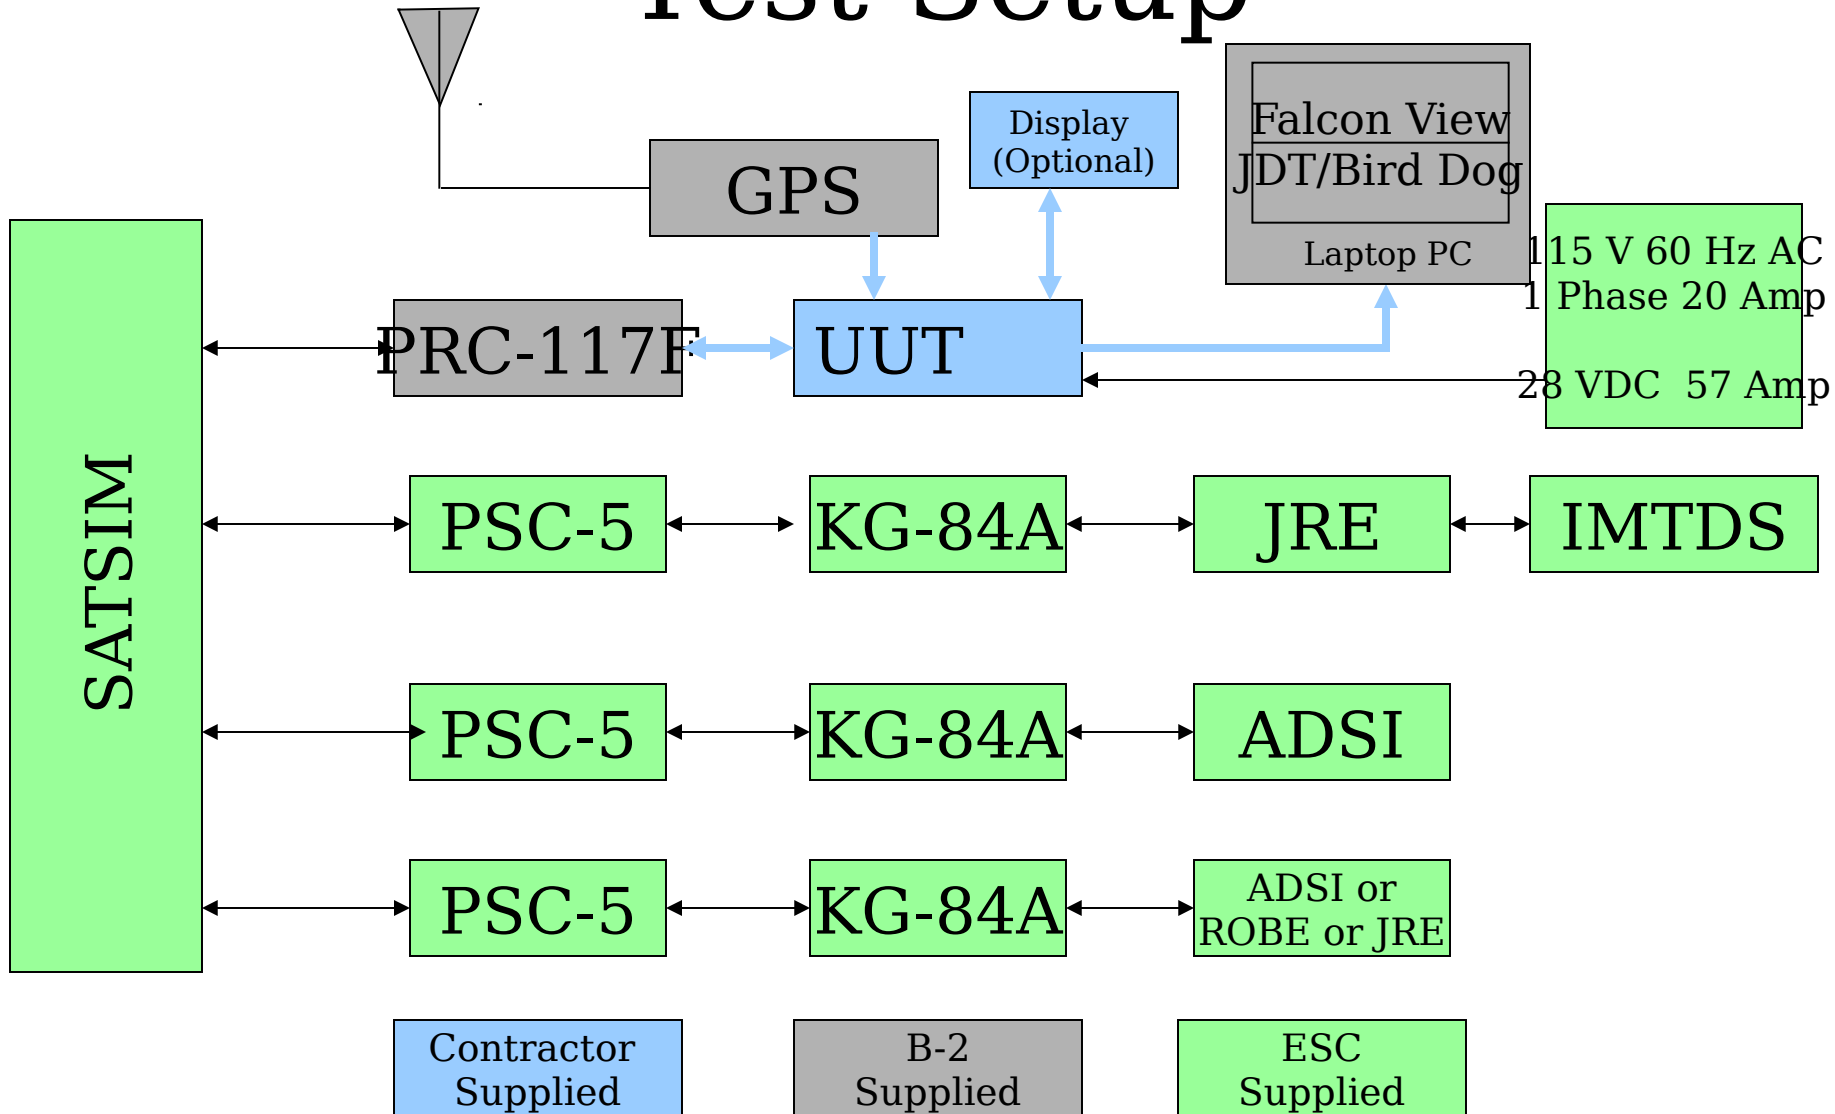 Test Setup
Display
(Optional)
Falcon View
JDT/Bird Dog
Laptop PC
GPS
115 V 60 Hz AC
1 Phase 20 Amp
28 VDC  57 Amp
PRC-117F
UUT
SATSIM
PSC-5
KG-84A
JRE
IMTDS
PSC-5
KG-84A
ADSI
PSC-5
KG-84A
ADSI or
ROBE or JRE
Contractor
Supplied
B-2
Supplied
ESC
Supplied